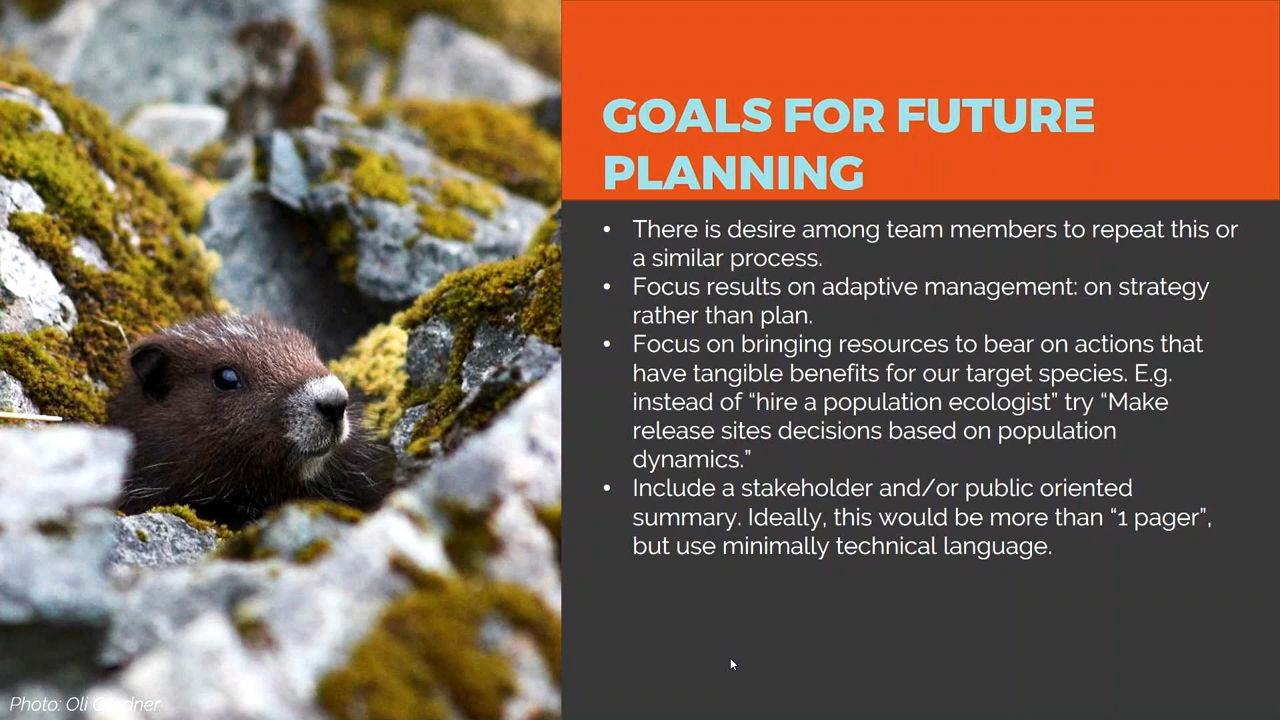 GOALS FOR FUTURE
PLANNING
• There is desire among team members to repeat this or
a similar process.
• Focus results on adaptive management: on strategy
rather than plan.
• Focus on bringing resources to bear on actions that
have tangible benefits for our target species. E.g.
instead of “hire a population ecologist” try “Make
release sites decisions based on population
dynamics.”
• Include a stakeholder and/or public oriented
summary. Ideally, this would be more than “1 pager”,
but use minimally technical language.
Photo: Oli